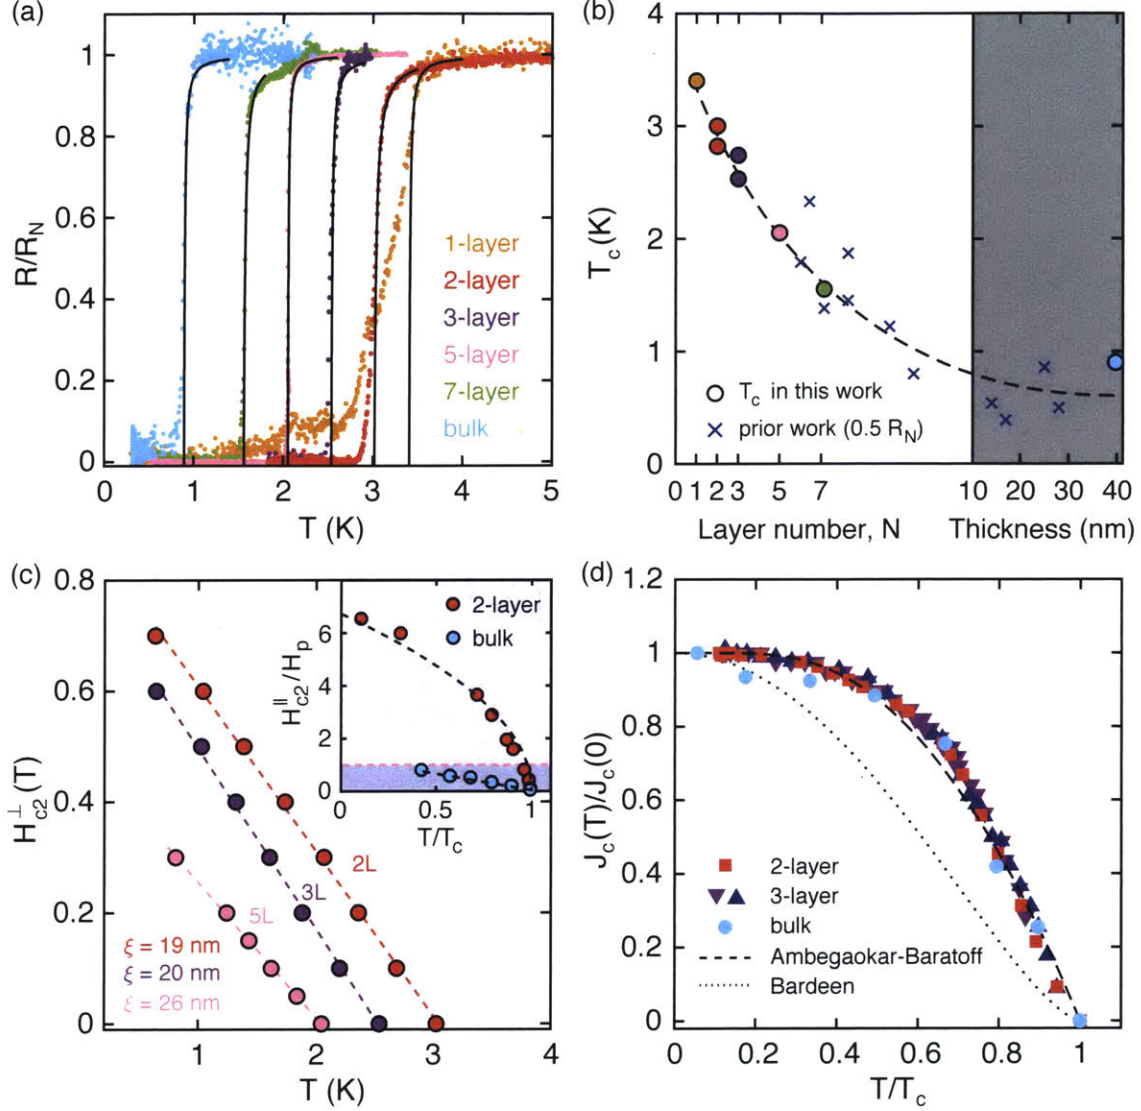 (a)
R/R_N
1
0.8
0.6
0.4
0.2
0
1-layer
2-layer
3-layer
5-layer
7-layer
bulk
0 1 2 3 4 5
T (K)
(b)
T_c (K)
4
3
2
1
0
T_c in this work
prior work (0.5 R_N)
0 1 2 3 5 7 10 20 30 40
Layer number, N Thickness (nm)
(c)
H_c2^⊥ (T)
0.8
0.6
0.4
0.2
0
2L
3L
5L
ξ = 19 nm
ξ = 20 nm
ξ = 26 nm
1 2 3 4
T (K)
H_c2^∥/H_p
6
4
2
0
2-layer
bulk
0 0.5 1
T/T_c
(d)
J_c(T)/J_c(0)
1.2
1
0.8
0.6
0.4
0.2
0
2-layer
3-layer
bulk
Ambegaokar-Baratoff
Bardeen
0 0.2 0.4 0.6 0.8 1
T/T_c